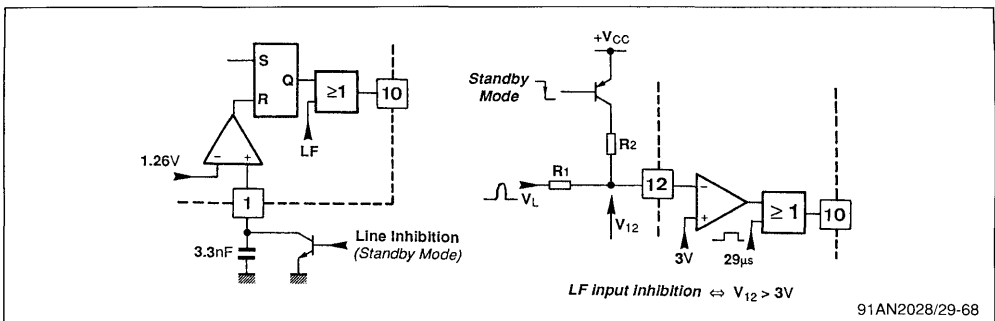 S
R
Q
≥1
10
LF
1.26V
−
+
1
3.3nF
Line Inhibition
(Standby Mode)
+VCC
Standby
Mode
R2
R1
VL
12
V12
−
+
3V
≥ 1
29µs
10
LF input inhibition ⇔ V12 > 3V
91AN2028/29-68